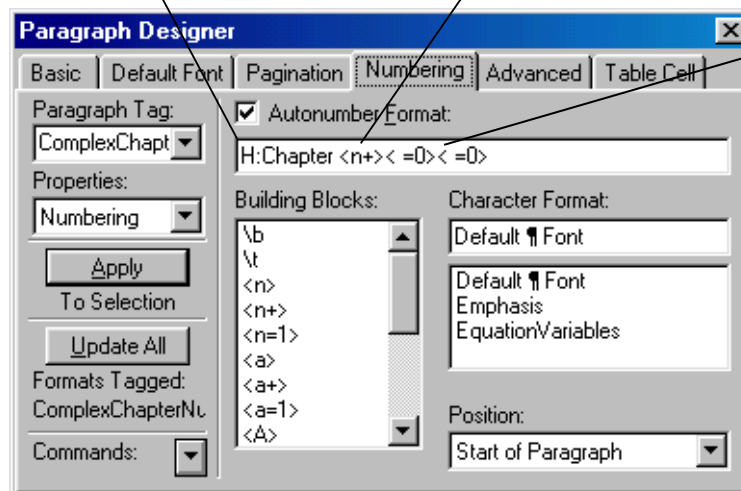 Paragraph Designer
Basic Default Font Pagination Numbering Advanced Table Cell
Paragraph Tag:
ComplexChapt
Properties:
Numbering
Apply
To Selection
Update All
Formats Tagged:
ComplexChapterNu
Commands:
Autonumber Format:
H:Chapter <n+>< =0>< =0>
Building Blocks:
\b
\t
<n>
<n+>
<n=1>
<a>
<a+>
<a=1>
<A>
Character Format:
Default ¶ Font
Default ¶ Font
Emphasis
EquationVariables
Position:
Start of Paragraph